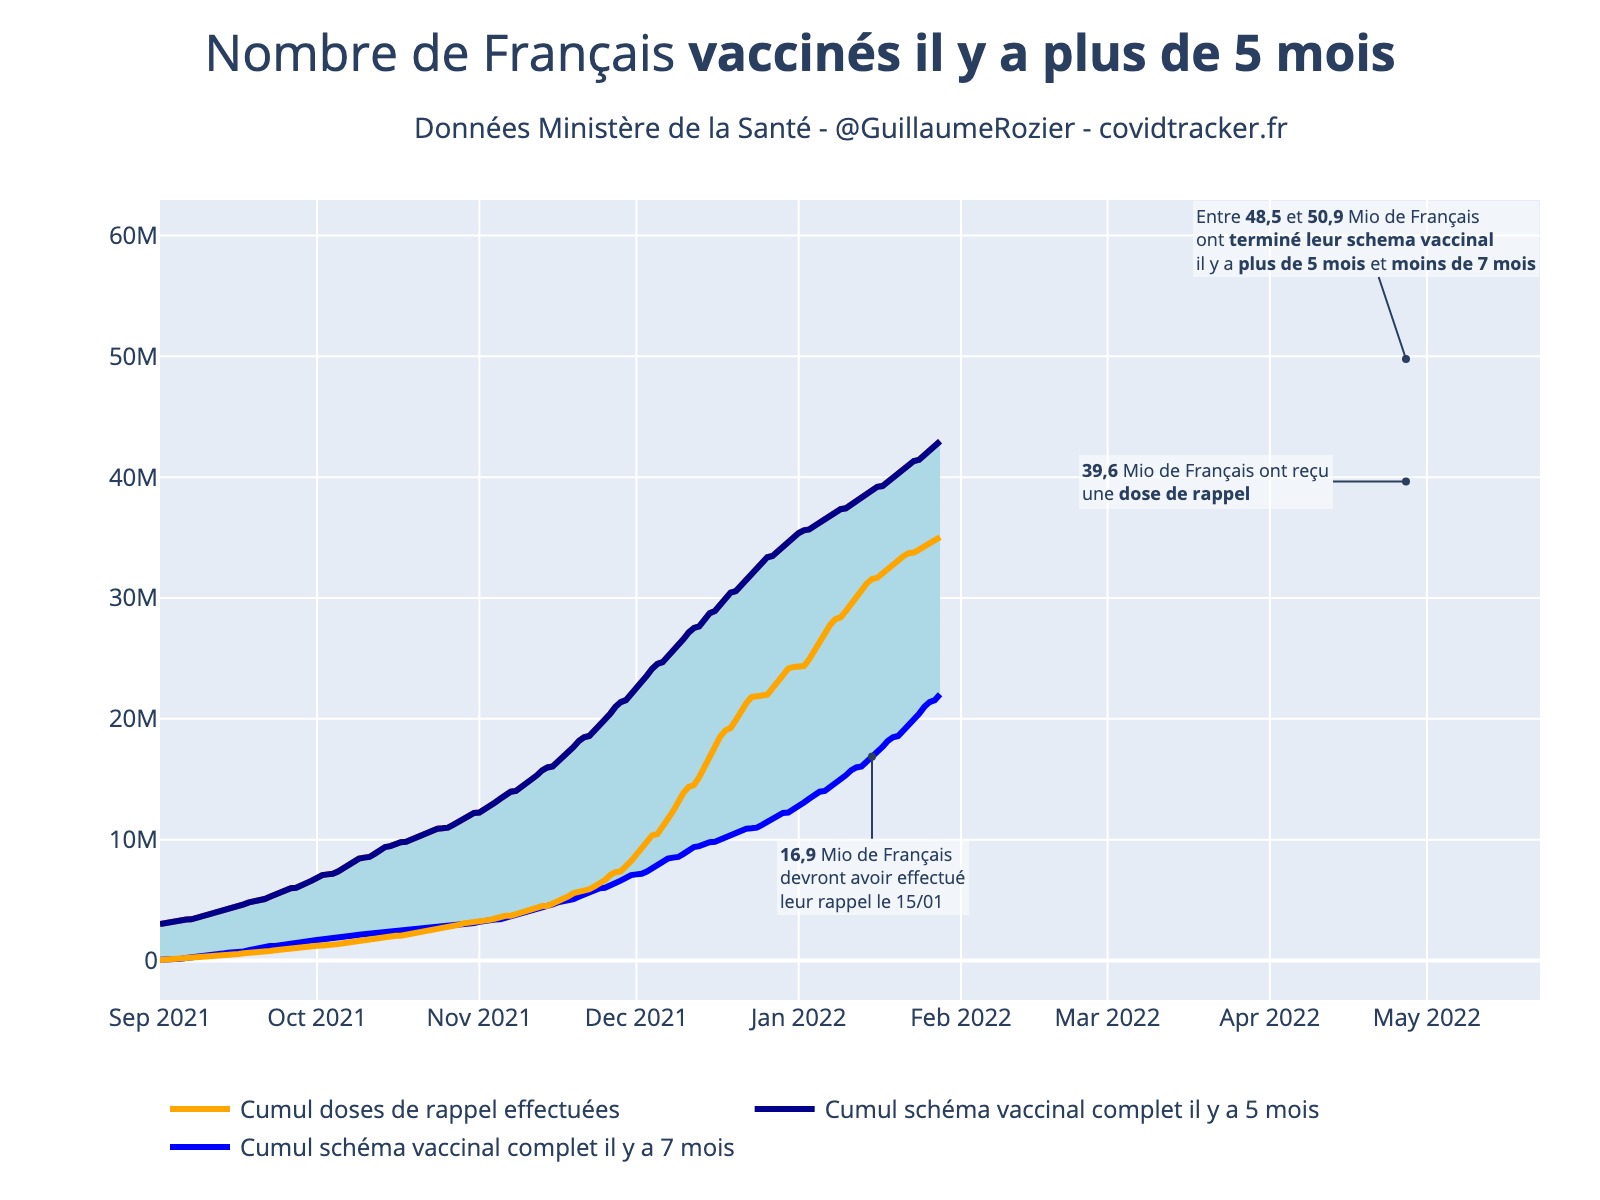 Nombre de Français vaccinés il y a plus de 5 mois
Données Ministère de la Santé - @GuillaumeRozier - covidtracker.fr
Entre 48,5 et 50,9 Mio de Français
ont terminé leur schema vaccinal
il y a plus de 5 mois et moins de 7 mois
60M
50M
40M
30M
20M
10M
0
39,6 Mio de Français ont reçu
une dose de rappel
16,9 Mio de Français
devront avoir effectué
leur rappel le 15/01
Sep 2021
Oct 2021
Nov 2021
Dec 2021
Jan 2022
Feb 2022
Mar 2022
Apr 2022
May 2022
Cumul doses de rappel effectuées
Cumul schéma vaccinal complet il y a 5 mois
Cumul schéma vaccinal complet il y a 7 mois